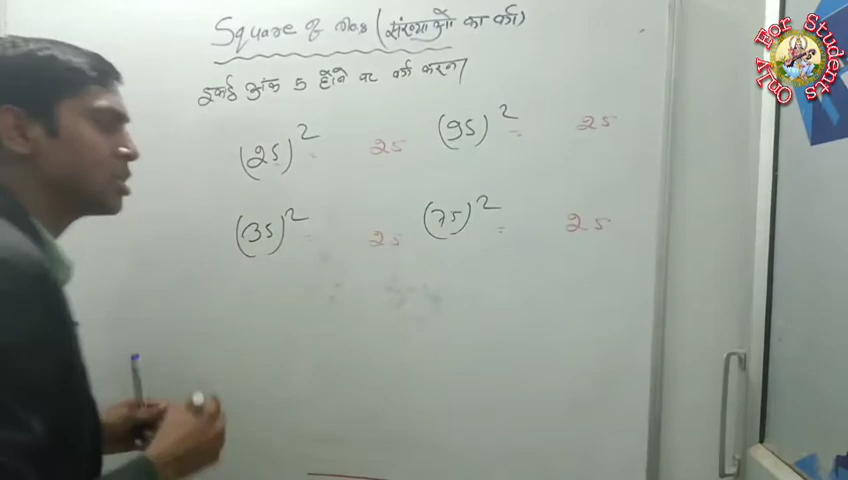 Square of Nos (संख्याओं का वर्ग)
इकाई अंक 5 होने पर वर्ग करना
(25)² = 25
(95)² = 25
(35)² = 25
(75)² = 25
Only For Students